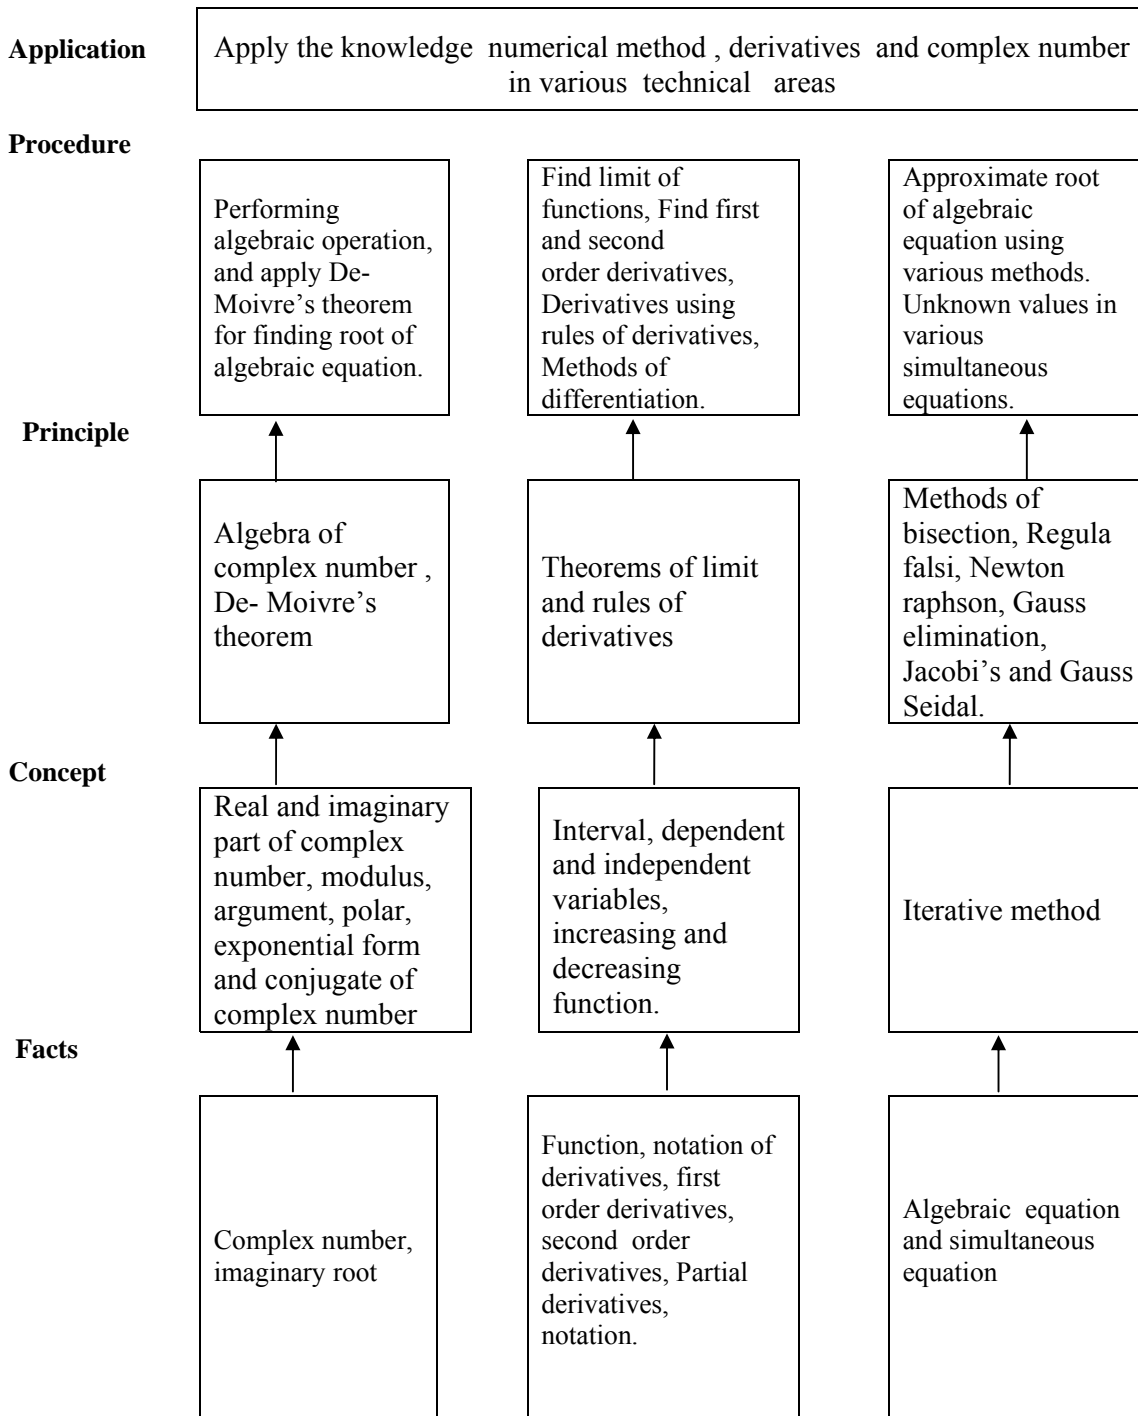 Application
Apply the knowledge numerical method , derivatives and complex number
in various technical areas
Procedure
Performing
algebraic operation,
and apply De-
Moivre’s theorem
for finding root of
algebraic equation.
Find limit of
functions, Find first
and second
order derivatives,
Derivatives using
rules of derivatives,
Methods of
differentiation.
Approximate root
of algebraic
equation using
various methods.
Unknown values in
various
simultaneous
equations.
Principle
Algebra of
complex number ,
De- Moivre’s
theorem
Theorems of limit
and rules of
derivatives
Methods of
bisection, Regula
falsi, Newton
raphson, Gauss
elimination,
Jacobi’s and Gauss
Seidal.
Concept
Real and imaginary
part of complex
number, modulus,
argument, polar,
exponential form
and conjugate of
complex number
Interval, dependent
and independent
variables,
increasing and
decreasing
function.
Iterative method
Facts
Complex number,
imaginary root
Function, notation of
derivatives, first
order derivatives,
second order
derivatives, Partial
derivatives,
notation.
Algebraic equation
and simultaneous
equation